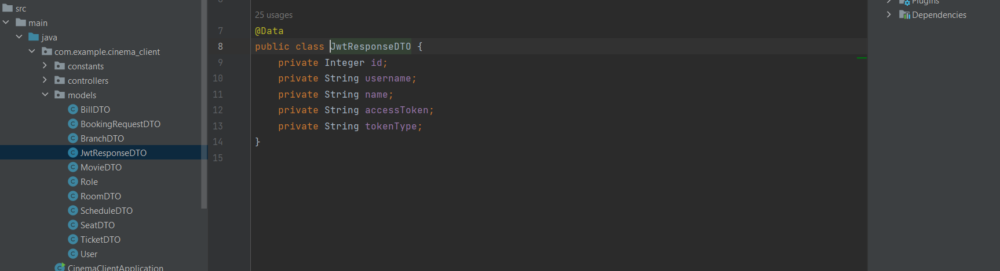 src
main
java
com.example.cinema_client
constants
controllers
models
BillDTO
BookingRequestDTO
BranchDTO
JwtResponseDTO
MovieDTO
Role
RoomDTO
ScheduleDTO
SeatDTO
TicketDTO
User
CinemaClientApplication
25 usages
7 @Data
8 public class JwtResponseDTO {
9 private Integer id;
10 private String username;
11 private String name;
12 private String accessToken;
13 private String tokenType;
14 }
15
Plugins
Dependencies